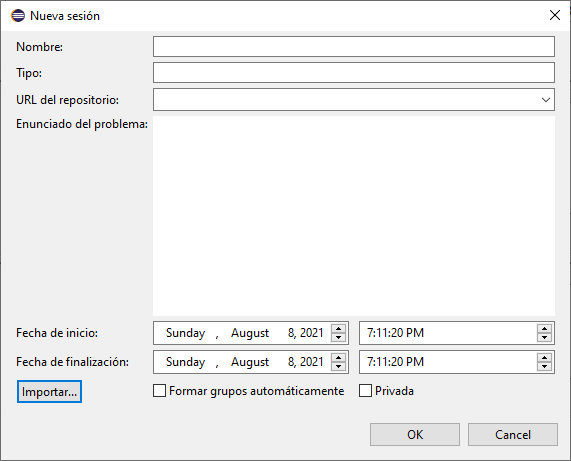 Nueva sesión
Nombre:
Tipo:
URL del repositorio:
Enunciado del problema:
Fecha de inicio: Sunday , August 8, 2021 7:11:20 PM
Fecha de finalización: Sunday , August 8, 2021 7:11:20 PM
Importar... Formar grupos automáticamente Privada
OK Cancel